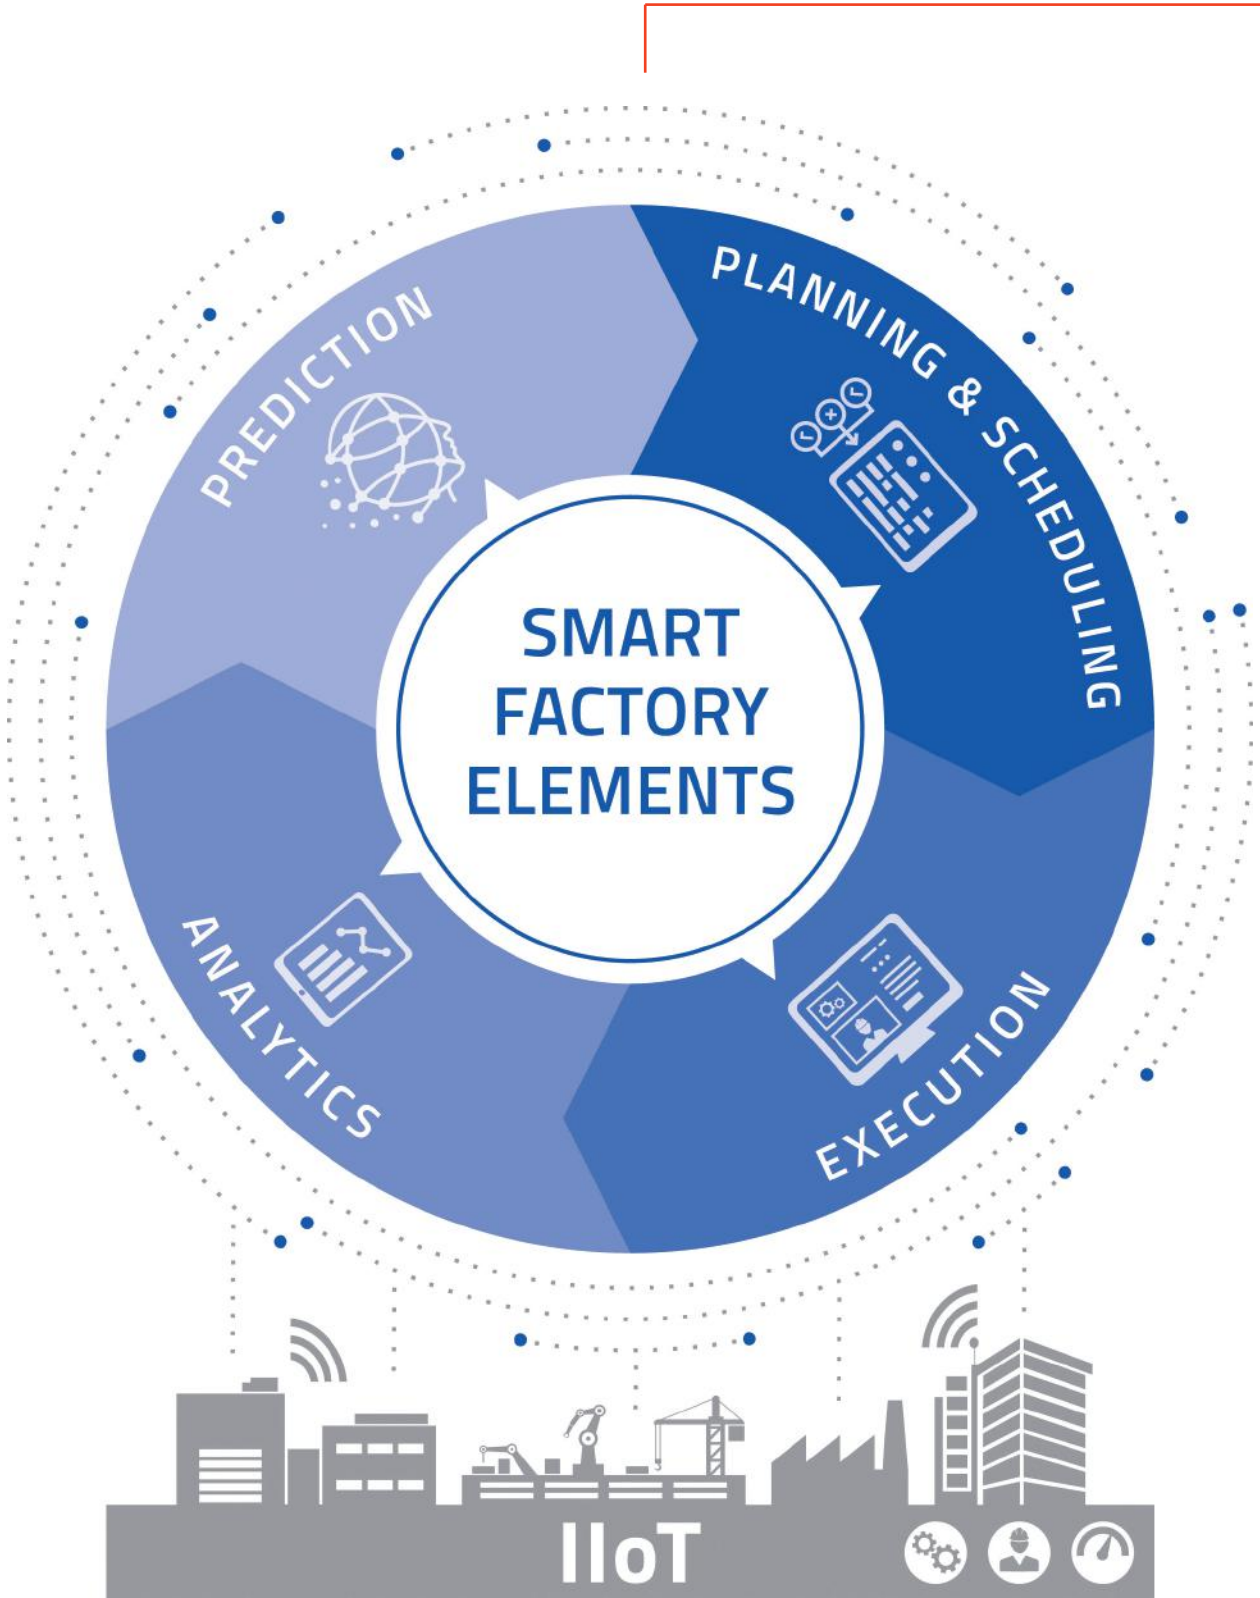 PREDICTION
PLANNING & SCHEDULING
SMART
FACTORY
ELEMENTS
ANALYTICS
EXECUTION
IIoT